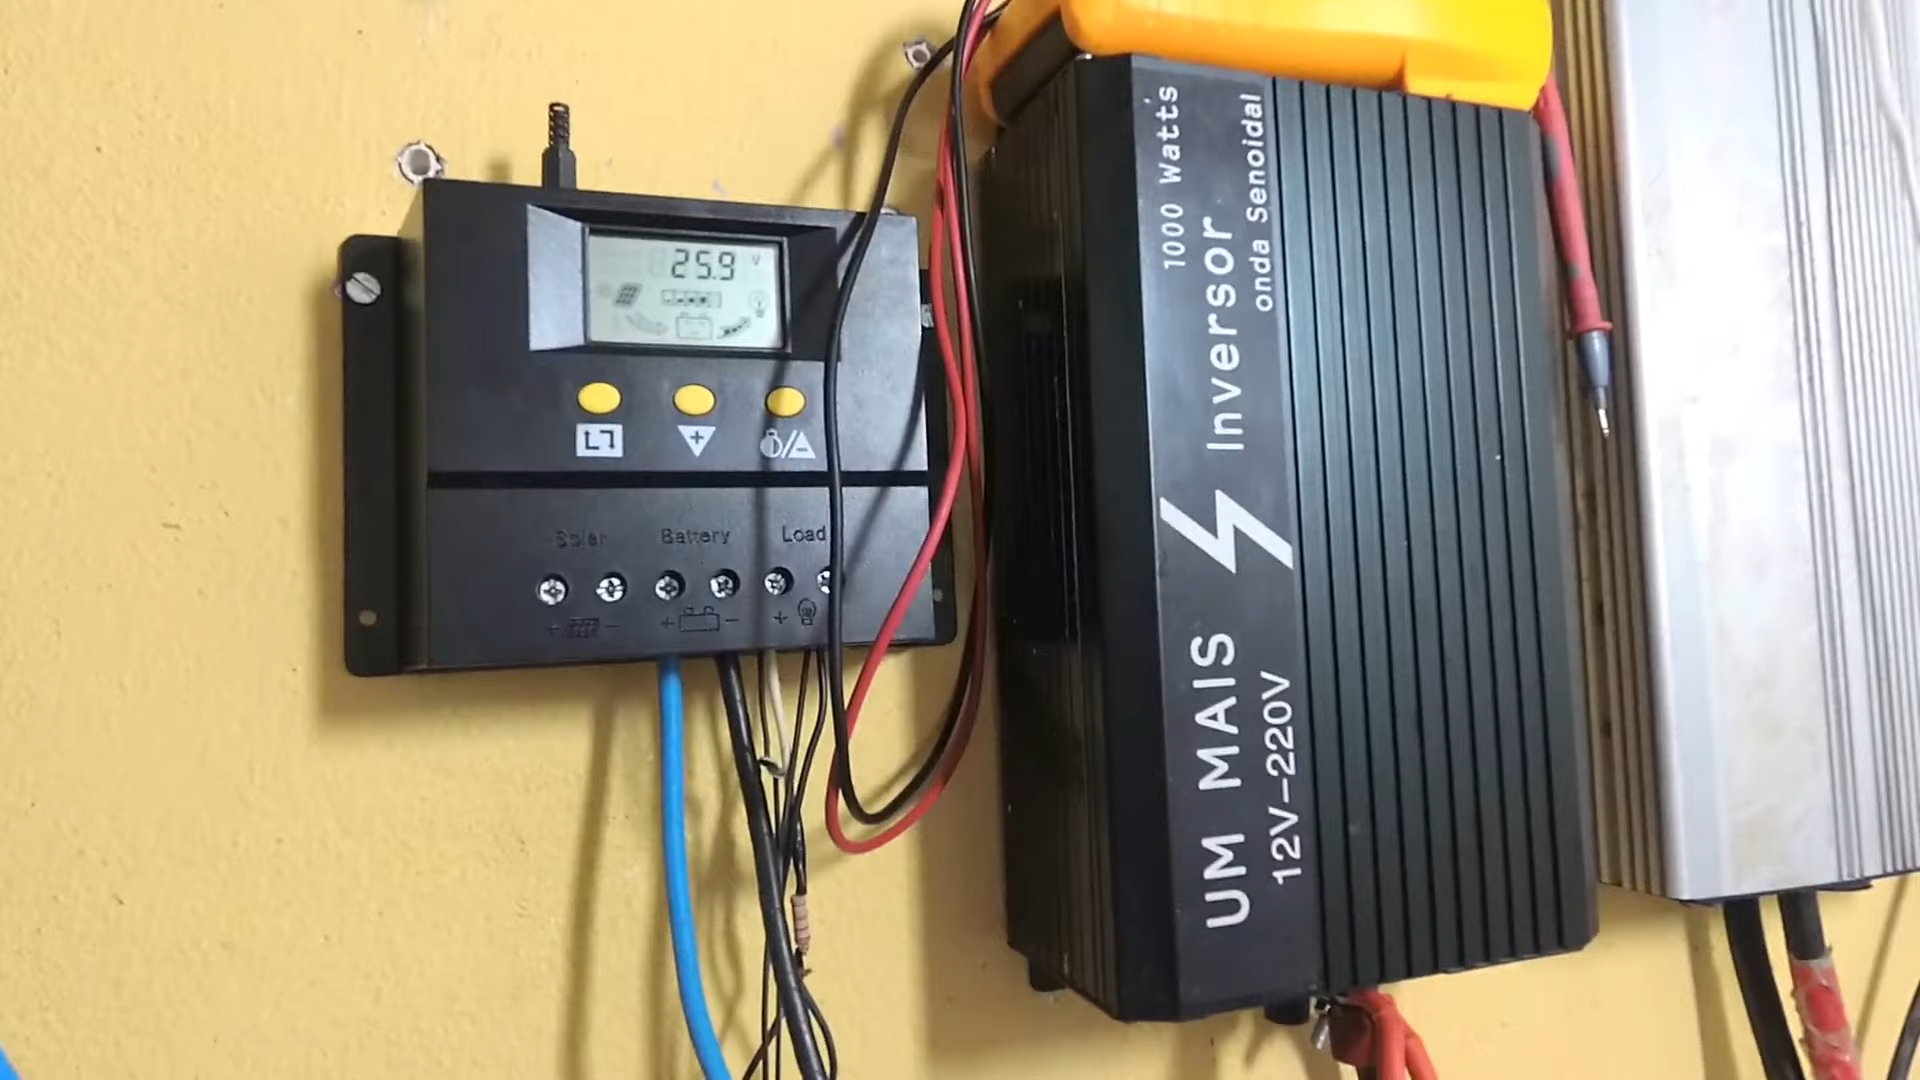 25.9 V
Solar Battery Load
+ - + - +
1000 Watts
Inversor
onda Senoidal
UM MAIS
12V-220V